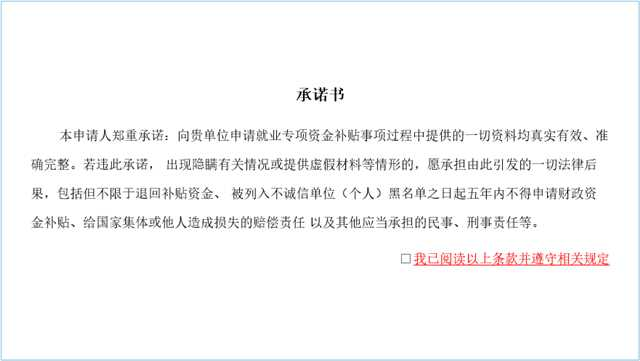 承诺书
本申请人郑重承诺：向贵单位申请就业专项资金补贴事项过程中提供的一切资料均真实有效、准
确完整。若违此承诺， 出现隐瞒有关情况或提供虚假材料等情形的，愿承担由此引发的一切法律后
果，包括但不限于退回补贴资金、 被列入不诚信单位（个人）黑名单之日起五年内不得申请财政资
金补贴、给国家集体或他人造成损失的赔偿责任 以及其他应当承担的民事、刑事责任等。
□我已阅读以上条款并遵守相关规定